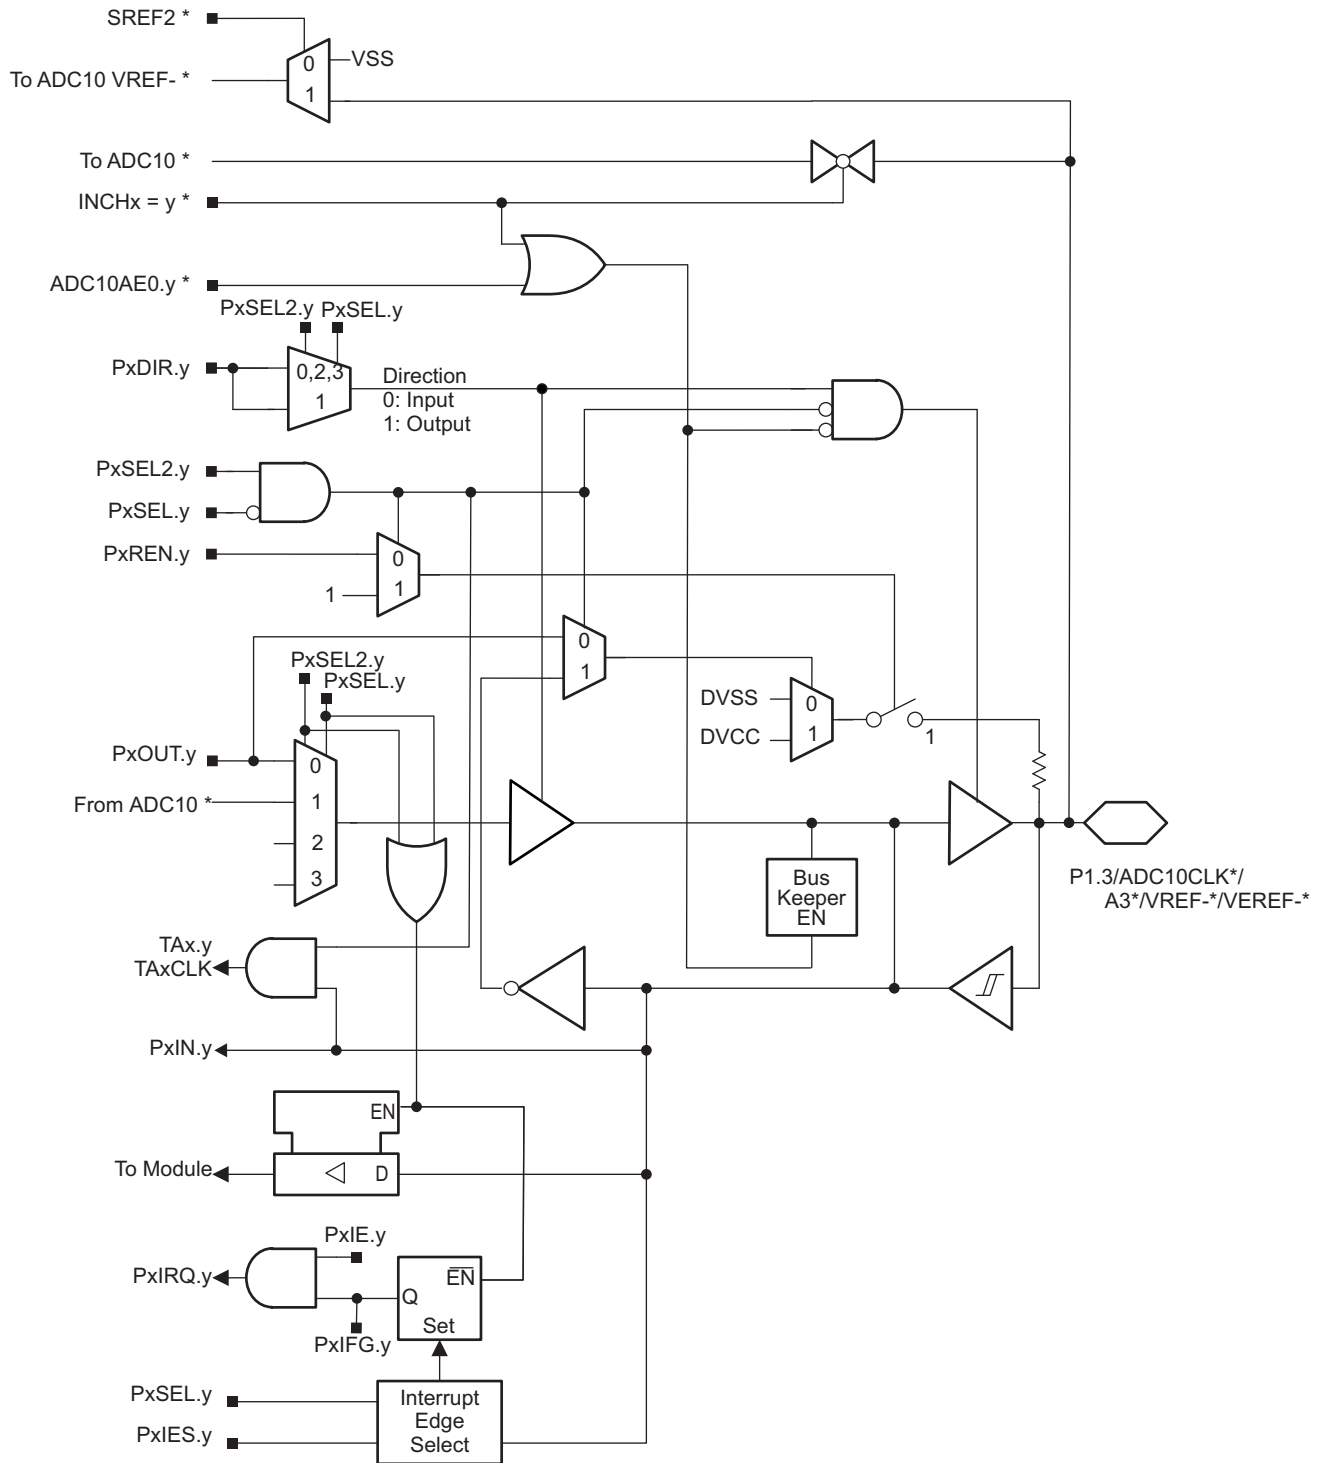 SREF2 *
0
VSS
To ADC10 VREF- *
1
To ADC10 *
INCHx = y *
ADC10AE0.y *
PxSEL2.y
PxSEL.y
PxDIR.y
0,2,3
1
Direction
0: Input
1: Output
PxSEL2.y
PxSEL.y
PxREN.y
0
1
1
0
1
PxSEL2.y
PxSEL.y
DVSS
0
DVCC
1
1
PxOUT.y
0
From ADC10 *
1
2
3
Bus
Keeper
EN
P1.3/ADC10CLK*/
A3*/VREF-*/VEREF-*
TAx.y
TAxCLK
PxIN.y
EN
To Module
D
PxIE.y
PxIRQ.y
EN
Q
Set
PxIFG.y
PxSEL.y
PxIES.y
Interrupt
Edge
Select